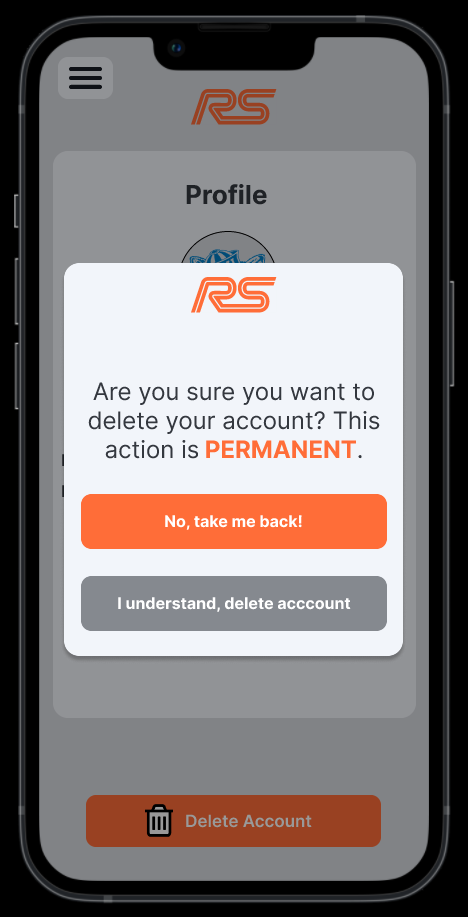 RS
Profile
RS
Are you sure you want to
delete your account? This
action is PERMANENT.
No, take me back!
I understand, delete acccount
Delete Account